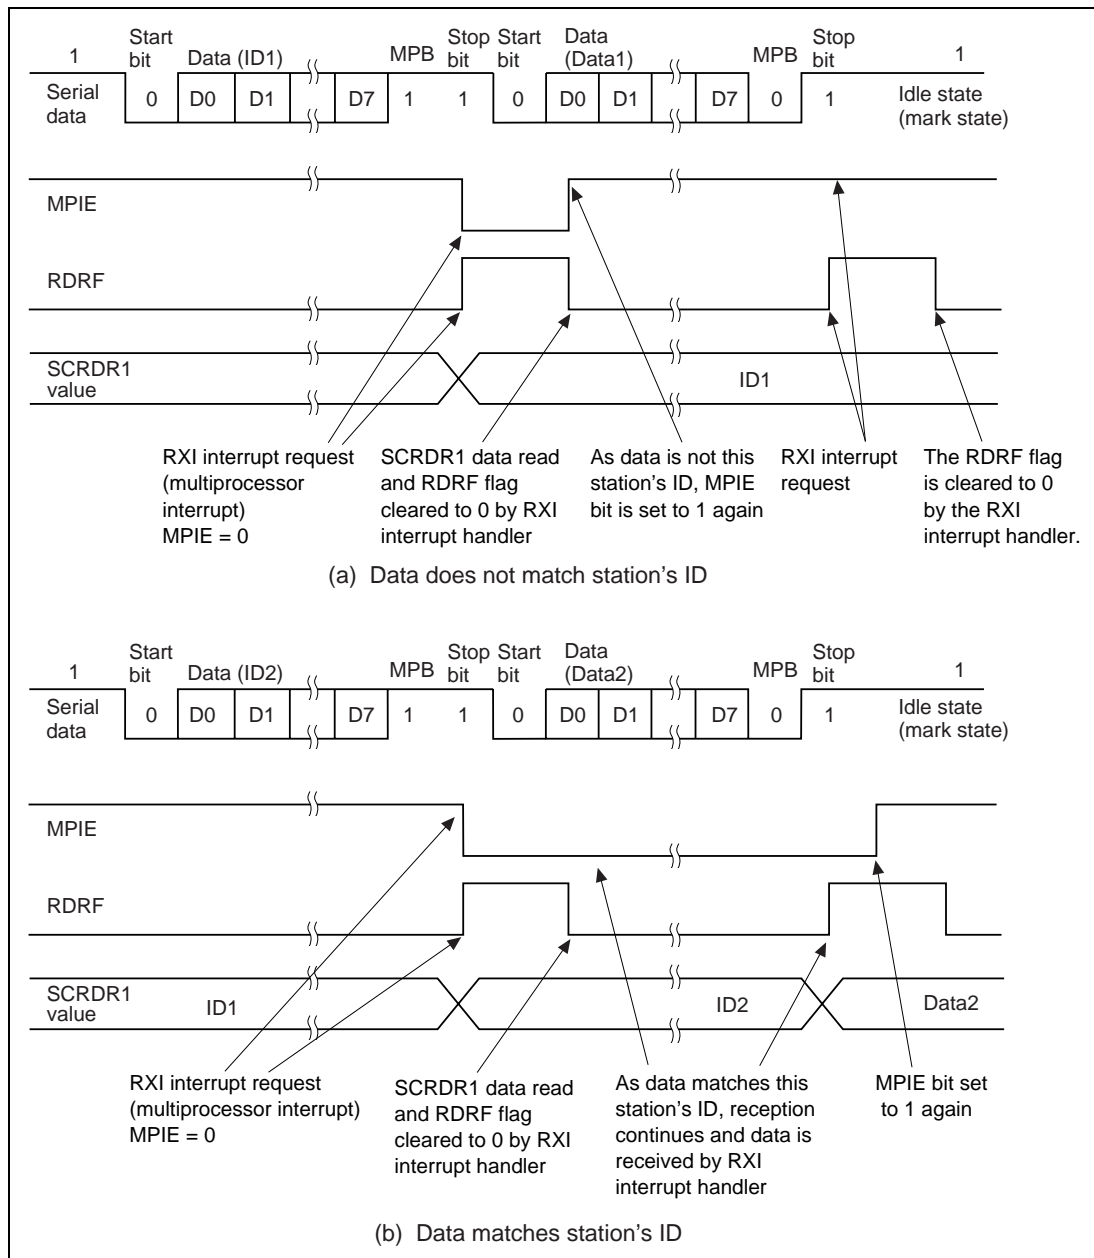 Start bit
Data (ID1)
MPB
Stop bit
Start bit
Data (Data1)
MPB
Stop bit
1
1
Serial data
0
D0
D1
D7
1
1
0
D0
D1
D7
0
1
Idle state (mark state)
MPIE
RDRF
SCRDR1 value
ID1
RXI interrupt request
(multiprocessor
interrupt)
MPIE = 0
SCRDR1 data read
and RDRF flag
cleared to 0 by RXI
interrupt handler
As data is not this
station's ID, MPIE
bit is set to 1 again
RXI interrupt
request
The RDRF flag
is cleared to 0
by the RXI
interrupt handler.
(a) Data does not match station's ID
Start bit
Data (ID2)
MPB
Stop bit
Start bit
Data (Data2)
MPB
Stop bit
1
1
Serial data
0
D0
D1
D7
1
1
0
D0
D1
D7
0
1
Idle state (mark state)
MPIE
RDRF
SCRDR1 value
ID1
ID2
Data2
RXI interrupt request
(multiprocessor interrupt)
MPIE = 0
SCRDR1 data read
and RDRF flag
cleared to 0 by RXI
interrupt handler
As data matches this
station's ID, reception
continues and data is
received by RXI
interrupt handler
MPIE bit set
to 1 again
(b) Data matches station's ID